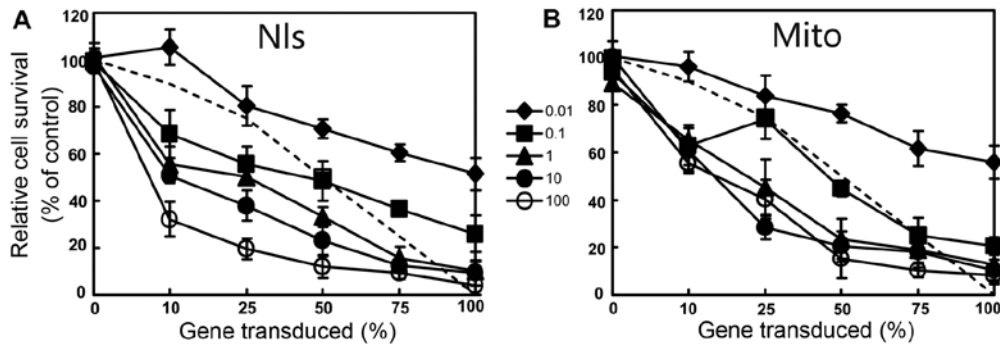 A
Nls
Relative cell survival
(% of control)
120
100
80
60
40
20
0
0 10 25 50 75 100
Gene transduced (%)
0.01
0.1
1
10
100
B
Mito
120
100
80
60
40
20
0
0 10 25 50 75 100
Gene transduced (%)